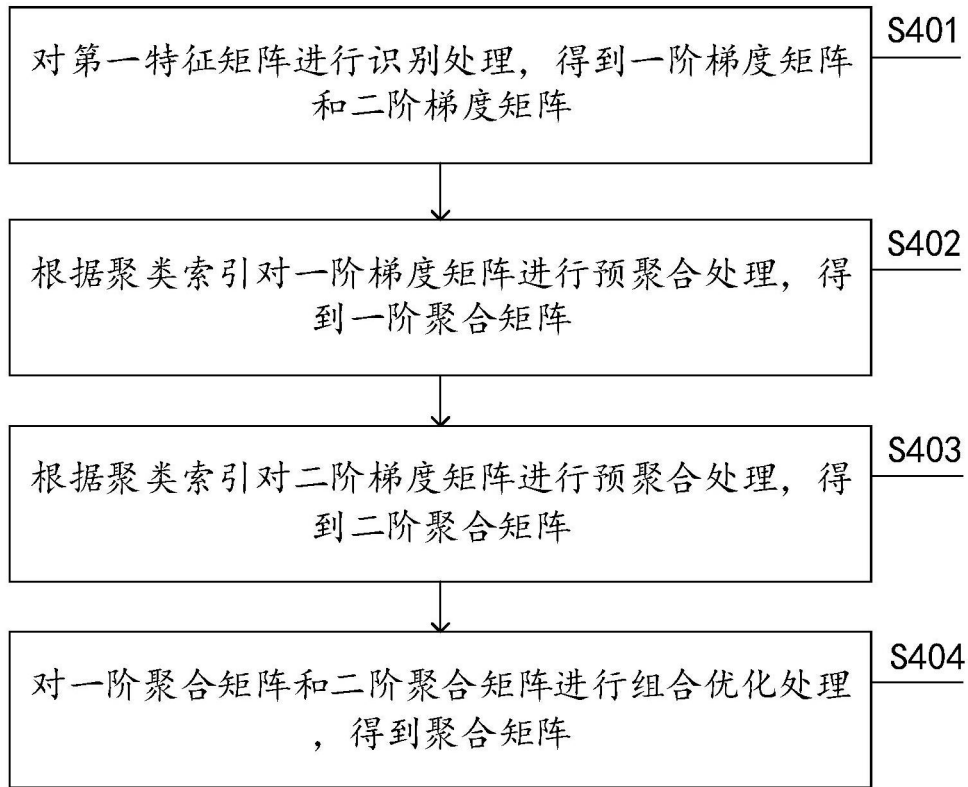 S401
对第一特征矩阵进行识别处理，得到一阶梯度矩阵
和二阶梯度矩阵
S402
根据聚类索引对一阶梯度矩阵进行预聚合处理，得
到一阶聚合矩阵
S403
根据聚类索引对二阶梯度矩阵进行预聚合处理，得
到二阶聚合矩阵
S404
对一阶聚合矩阵和二阶聚合矩阵进行组合优化处理
，得到聚合矩阵